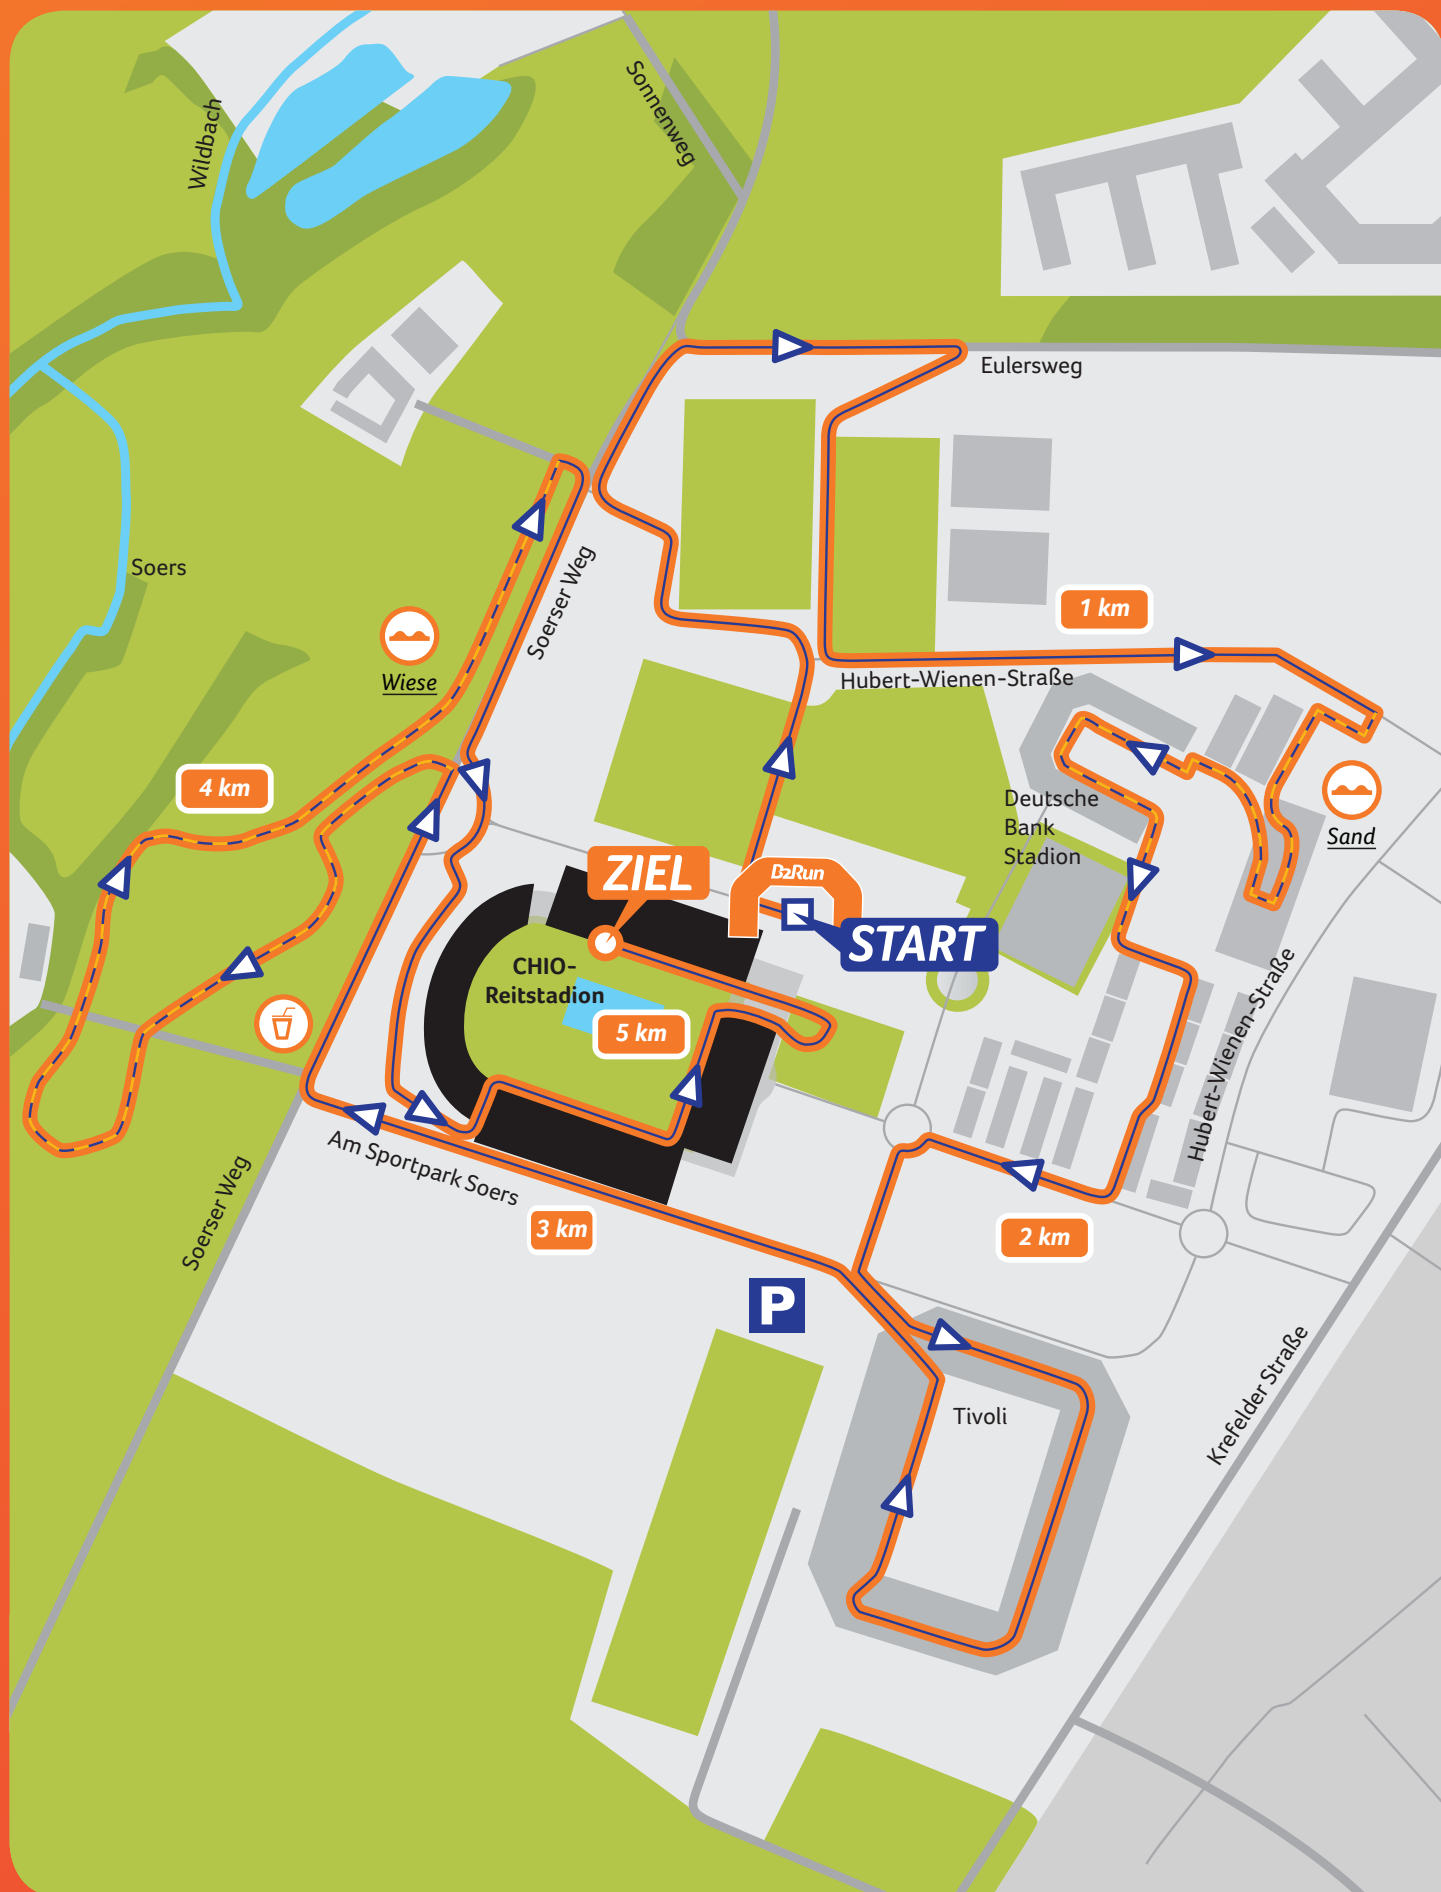 Wildbach
Sonnenweg
Eulersweg
Soers
Soerser Weg
1 km
Wiese
Hubert-Wienen-Straße
4 km
Deutsche
Bank
Stadion
Sand
ZIEL
B2Run
START
CHIO-
Reitstadion
5 km
Hubert-Wienen-Straße
Am Sportpark Soers
Soerser Weg
3 km
2 km
P
Tivoli
Krefelder Straße